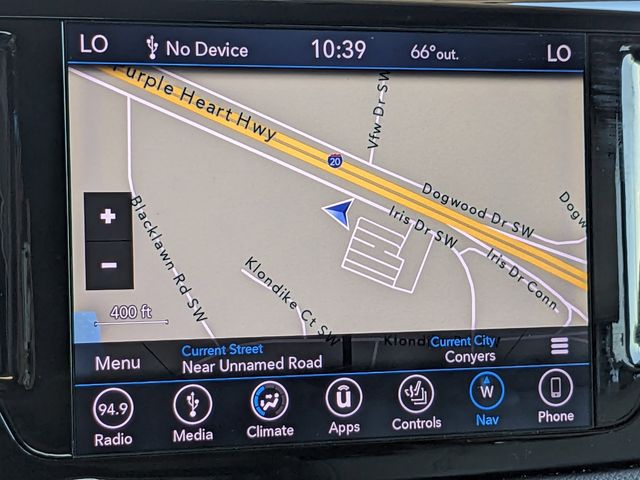 LO
No Device
10:39
66°out.
LO
Purple Heart Hwy
20
Vfw Dr SW
Dogwood Dr SW
Dogw
Iris Dr SW
Iris Dr Conn
Blacklawn Rd SW
Klondike Ct SW
Klond
+
−
400 ft
Menu
Current Street
Near Unnamed Road
Current City
Conyers
94.9
Radio
Media
Climate
u
Apps
Controls
W
Nav
Phone